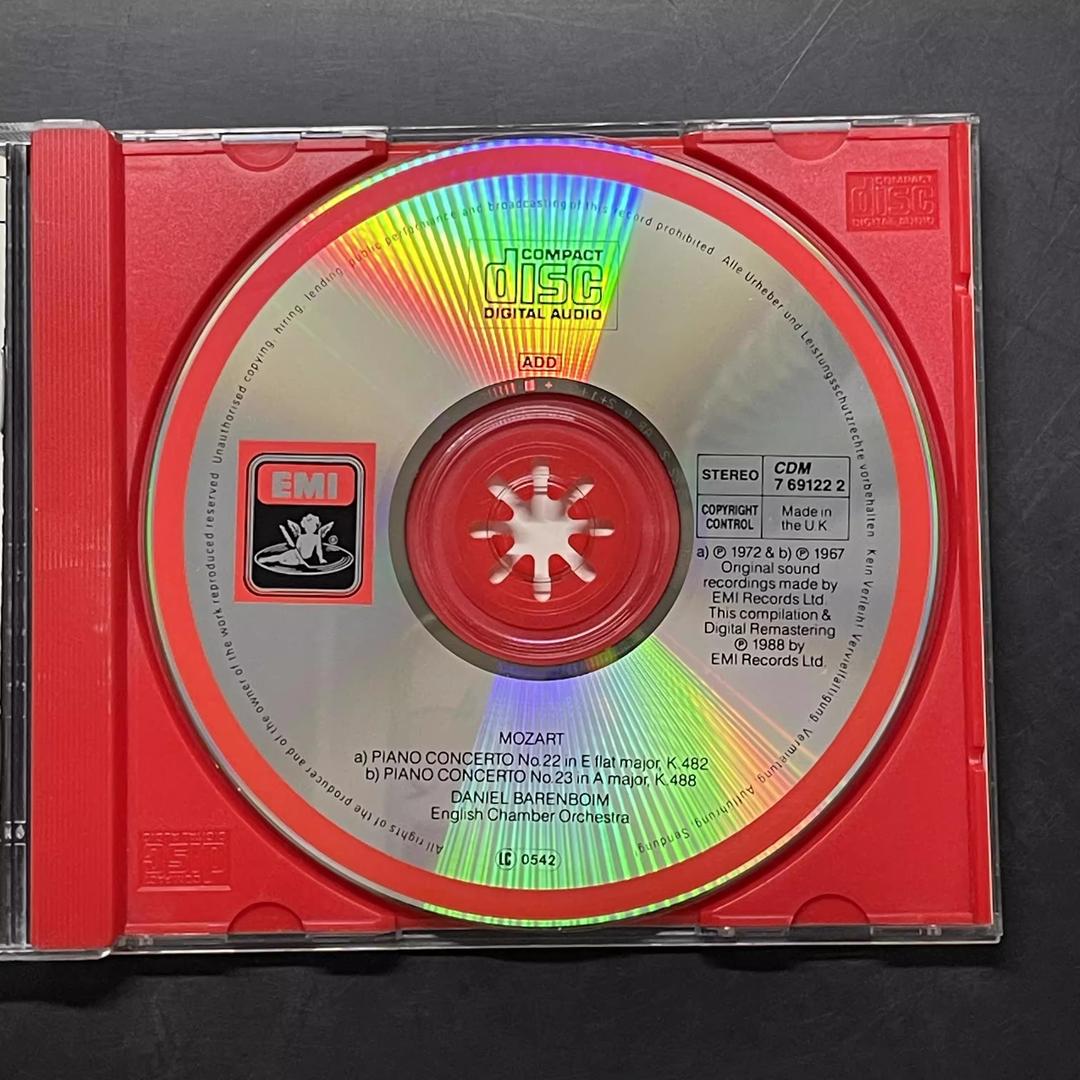 COMPACT
disc
DIGITAL AUDIO
COMPACT
disc
DIGITAL AUDIO
ADD
EMI
®
STEREO
CDM
7 69122 2
COPYRIGHT
CONTROL
Made in
the U K
a) ℗ 1972 & b) ℗ 1967
Original sound
recordings made by
EMI Records Ltd.
This compilation &
Digital Remastering
℗ 1988 by
EMI Records Ltd.
MOZART
a) PIANO CONCERTO No.22 in E flat major, K.482
b) PIANO CONCERTO No.23 in A major, K.488
DANIEL BARENBOIM
English Chamber Orchestra
LC 0542
All rights of the producer and of the owner of the work reproduced reserved Unauthorised copying, hiring, lending, public performance and broadcasting of this record prohibited Alle Urheber und Leistungsschutzrechte vorbehalten Kein Verleih! Vervielfältigung, Vermietung, Aufführung, Sendung!